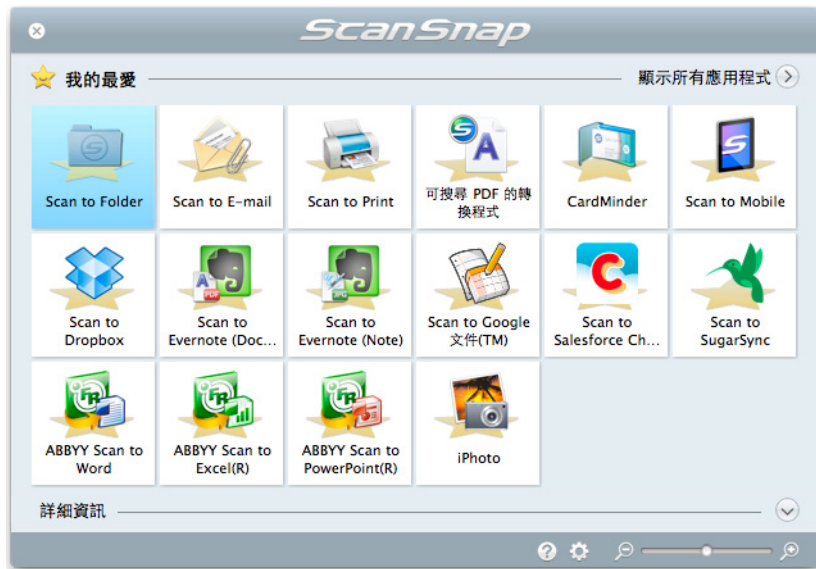 ScanSnap
我的最愛
顯示所有應用程式
Scan to Folder
Scan to E-mail
Scan to Print
可搜尋 PDF 的轉
換程式
CardMinder
Scan to Mobile
Scan to
Dropbox
Scan to
Evernote (Doc...
Scan to
Evernote (Note)
Scan to Google
文件(TM)
Scan to
Salesforce Ch...
Scan to
SugarSync
ABBYY Scan to
Word
ABBYY Scan to
Excel(R)
ABBYY Scan to
PowerPoint(R)
iPhoto
詳細資訊